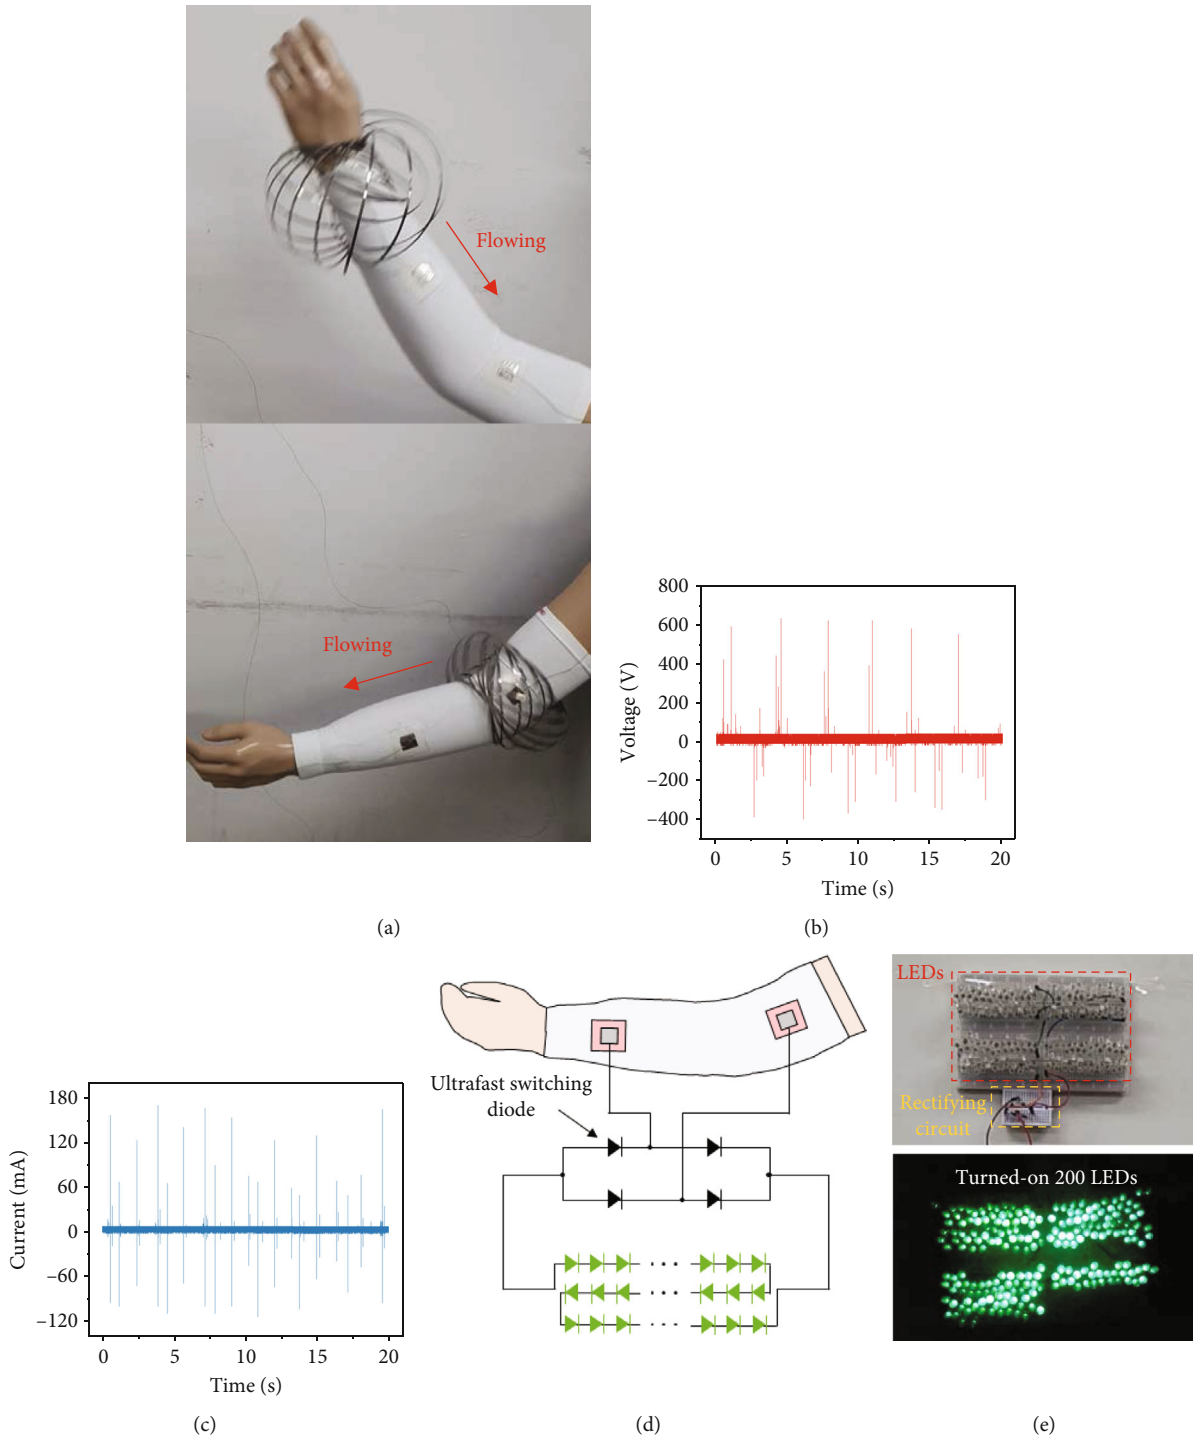 Flowing
Flowing
(a)
800
600
400
200
0
−200
−400
Voltage (V)
0 5 10 15 20
Time (s)
(b)
180
120
60
0
−60
−120
Current (mA)
0 5 10 15 20
Time (s)
(c)
Ultrafast switching
diode
(d)
LEDs
Rectifying
circuit
Turned-on 200 LEDs
(e)